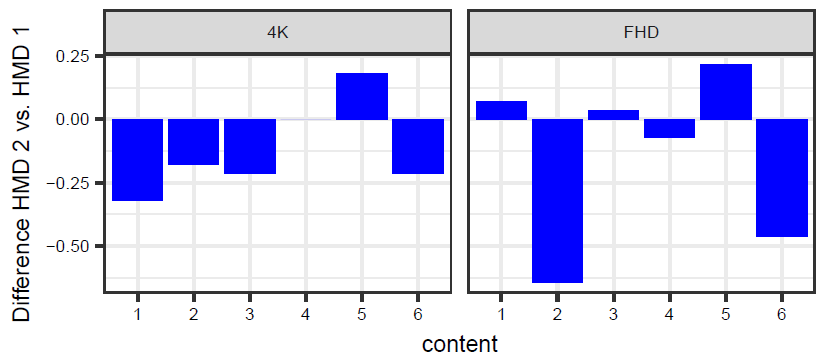 4K
FHD
Difference HMD 2 vs. HMD 1
0.25
0.00
−0.25
−0.50
1 2 3 4 5 6
1 2 3 4 5 6
content